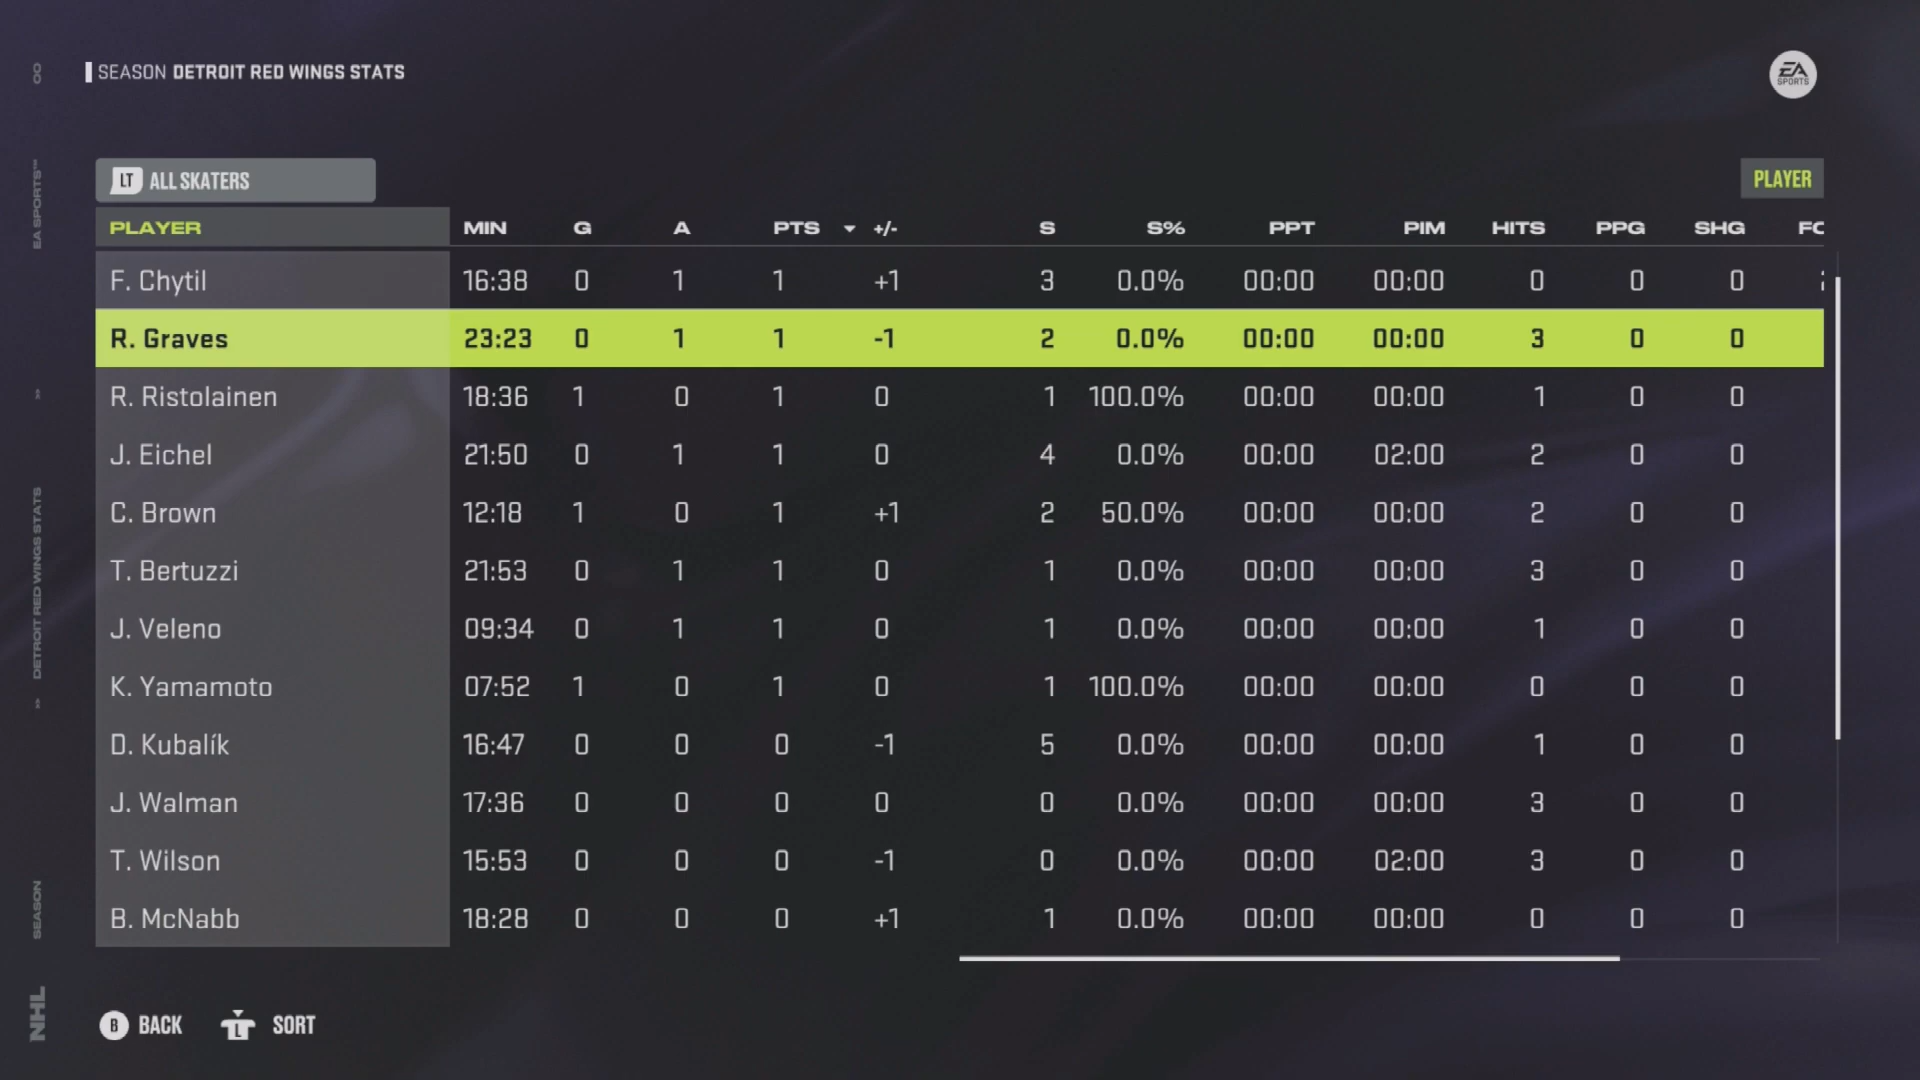 SEASON DETROIT RED WINGS STATS
EA SPORTS
LT ALL SKATERS
PLAYER
PLAYER MIN G A PTS +/- S S% PPT PIM HITS PPG SHG
F. Chytil 16:38 0 1 1 +1 3 0.0% 00:00 00:00 0 0 0
R. Graves 23:23 0 1 1 -1 2 0.0% 00:00 00:00 3 0 0
R. Ristolainen 18:36 1 0 1 0 1 100.0% 00:00 00:00 1 0 0
J. Eichel 21:50 0 1 1 0 4 0.0% 00:00 02:00 2 0 0
C. Brown 12:18 1 0 1 +1 2 50.0% 00:00 00:00 2 0 0
T. Bertuzzi 21:53 0 1 1 0 1 0.0% 00:00 00:00 3 0 0
J. Veleno 09:34 0 1 1 0 1 0.0% 00:00 00:00 1 0 0
K. Yamamoto 07:52 1 0 1 0 1 100.0% 00:00 00:00 0 0 0
D. Kubalík 16:47 0 0 0 -1 5 0.0% 00:00 00:00 1 0 0
J. Walman 17:36 0 0 0 0 0 0.0% 00:00 00:00 3 0 0
T. Wilson 15:53 0 0 0 -1 0 0.0% 00:00 02:00 3 0 0
B. McNabb 18:28 0 0 0 +1 1 0.0% 00:00 00:00 0 0 0
B BACK L SORT
NHL SEASON DETROIT RED WINGS STATS EA SPORTS™